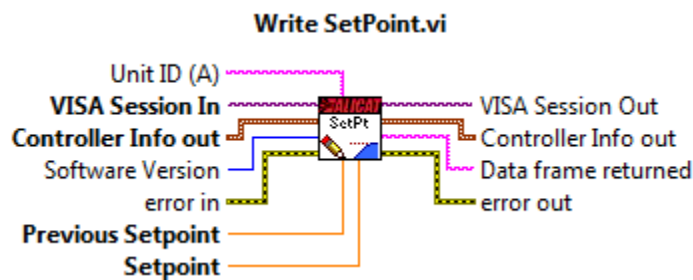 Write SetPoint.vi
Unit ID (A)
VISA Session In
VISA Session Out
ALICAT
SetPt
Controller Info out
Controller Info out
Software Version
Data frame returned
error in
error out
Previous Setpoint
Setpoint